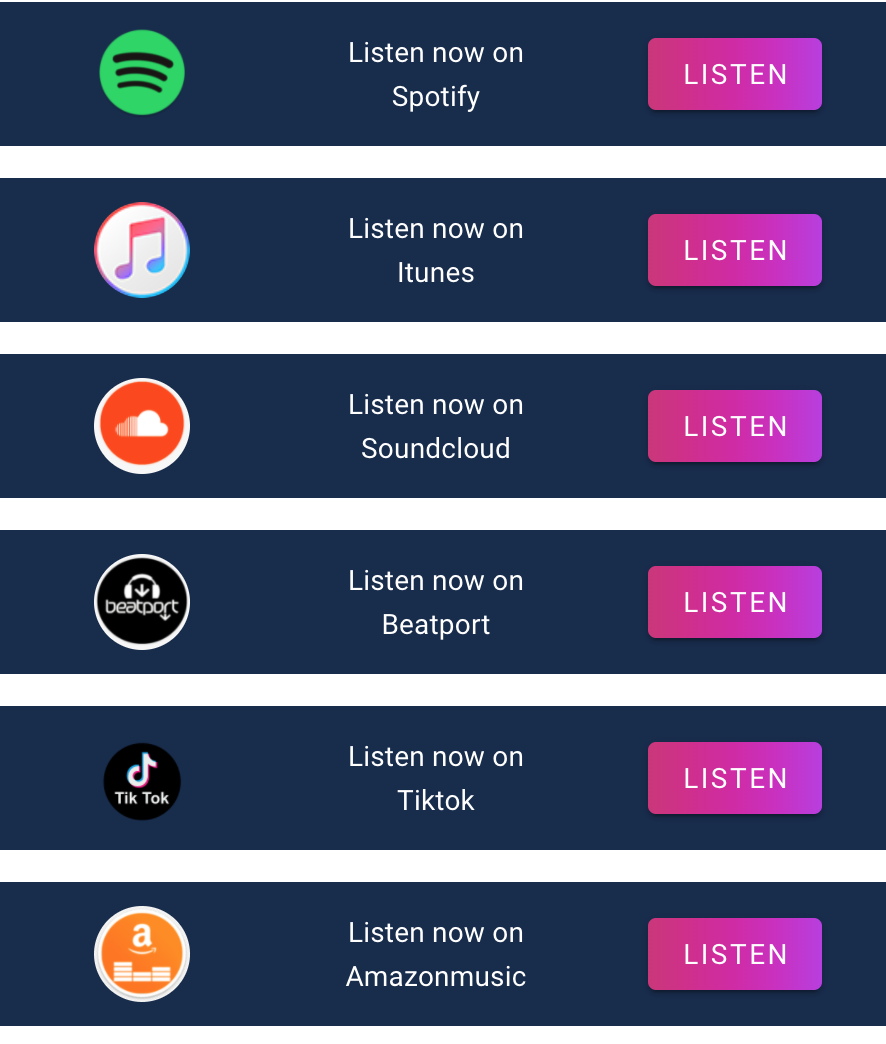 Listen now on
Spotify
LISTEN
Listen now on
Itunes
LISTEN
Listen now on
Soundcloud
LISTEN
beatport
Listen now on
Beatport
LISTEN
Tik Tok
Listen now on
Tiktok
LISTEN
a
Listen now on
Amazonmusic
LISTEN